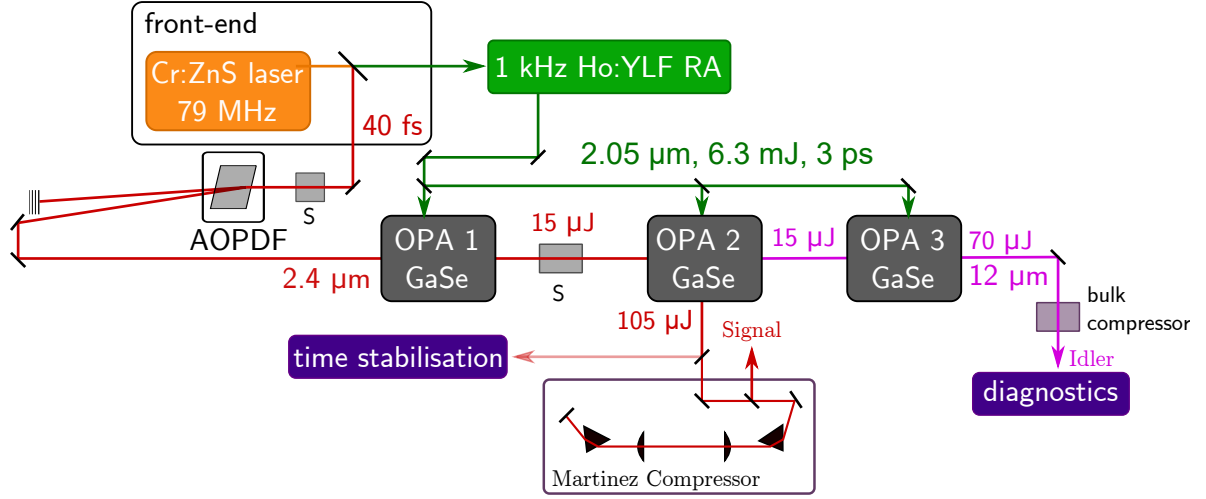 front-end
Cr:ZnS laser
79 MHz
1 kHz Ho:YLF RA
40 fs
2.05 µm, 6.3 mJ, 3 ps
S
AOPDF
2.4 µm
OPA 1
GaSe
15 µJ
S
OPA 2
GaSe
15 µJ
OPA 3
GaSe
70 µJ
12 µm
bulk
compressor
Idler
diagnostics
105 µJ
Signal
time stabilisation
Martinez Compressor